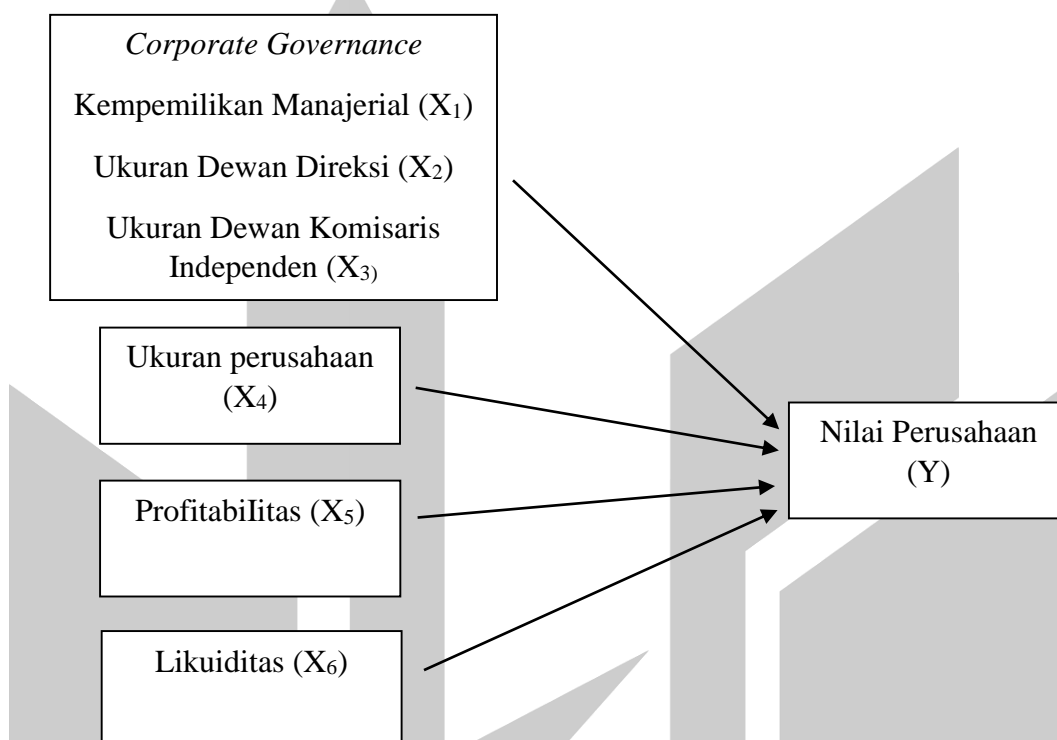 Corporate Governance
Kempemilikan Manajerial (X₁)
Ukuran Dewan Direksi (X₂)
Ukuran Dewan Komisaris
Independen (X₃)
Ukuran perusahaan
(X₄)
Profitabilitas (X₅)
Likuiditas (X₆)
Nilai Perusahaan
(Y)